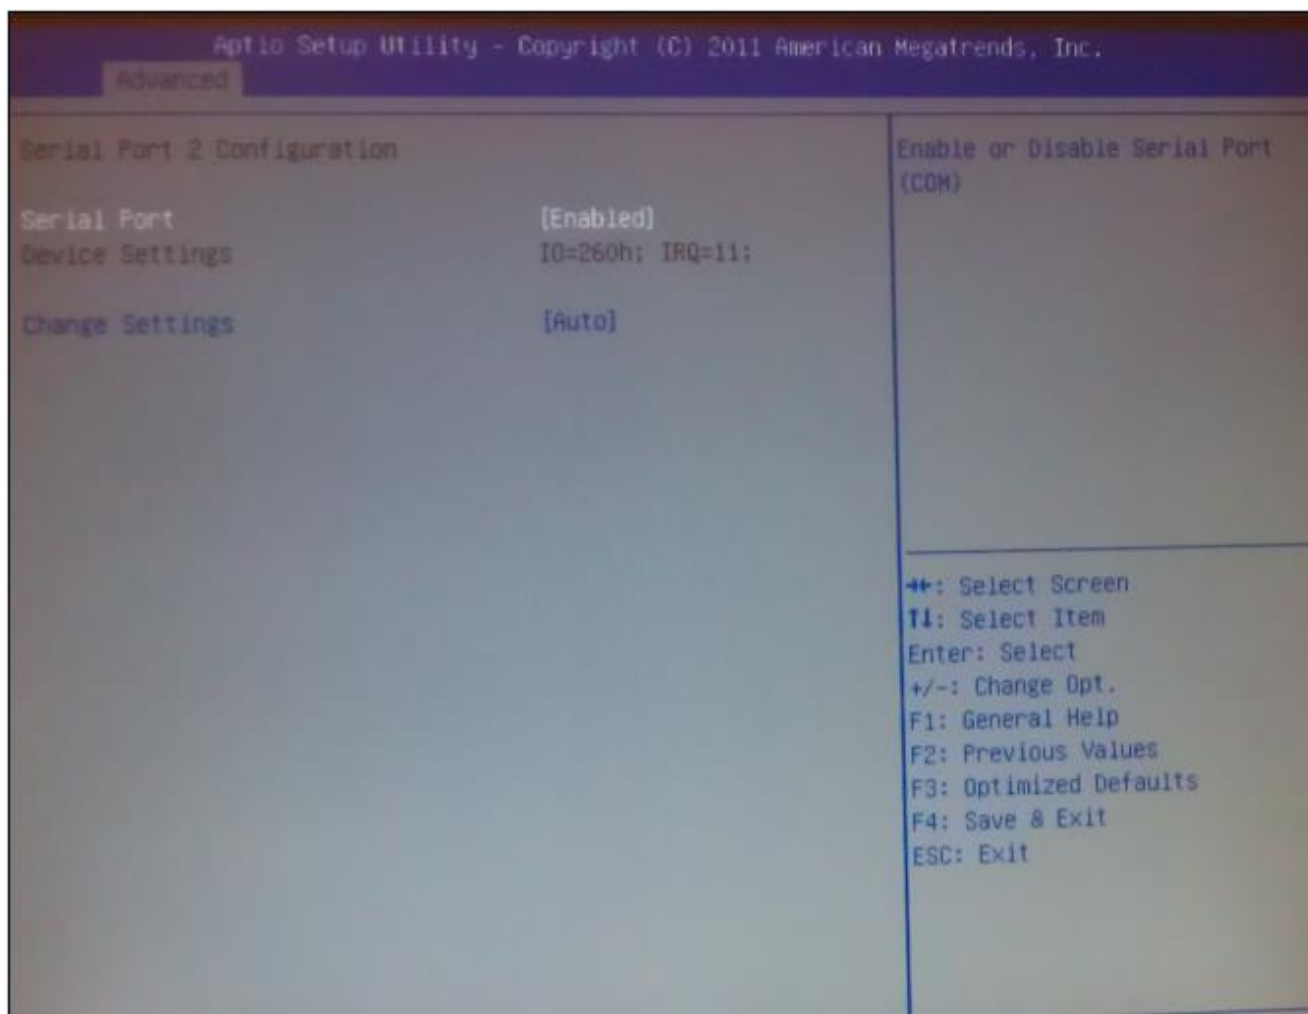 Aptio Setup Utility - Copyright (C) 2011 American Megatrends, Inc.
Advanced
Serial Port 2 Configuration
Serial Port [Enabled]
Device Settings IO=260h; IRQ=11;
Change Settings [Auto]
Enable or Disable Serial Port
(COM)
→←: Select Screen
↑↓: Select Item
Enter: Select
+/-: Change Opt.
F1: General Help
F2: Previous Values
F3: Optimized Defaults
F4: Save & Exit
ESC: Exit